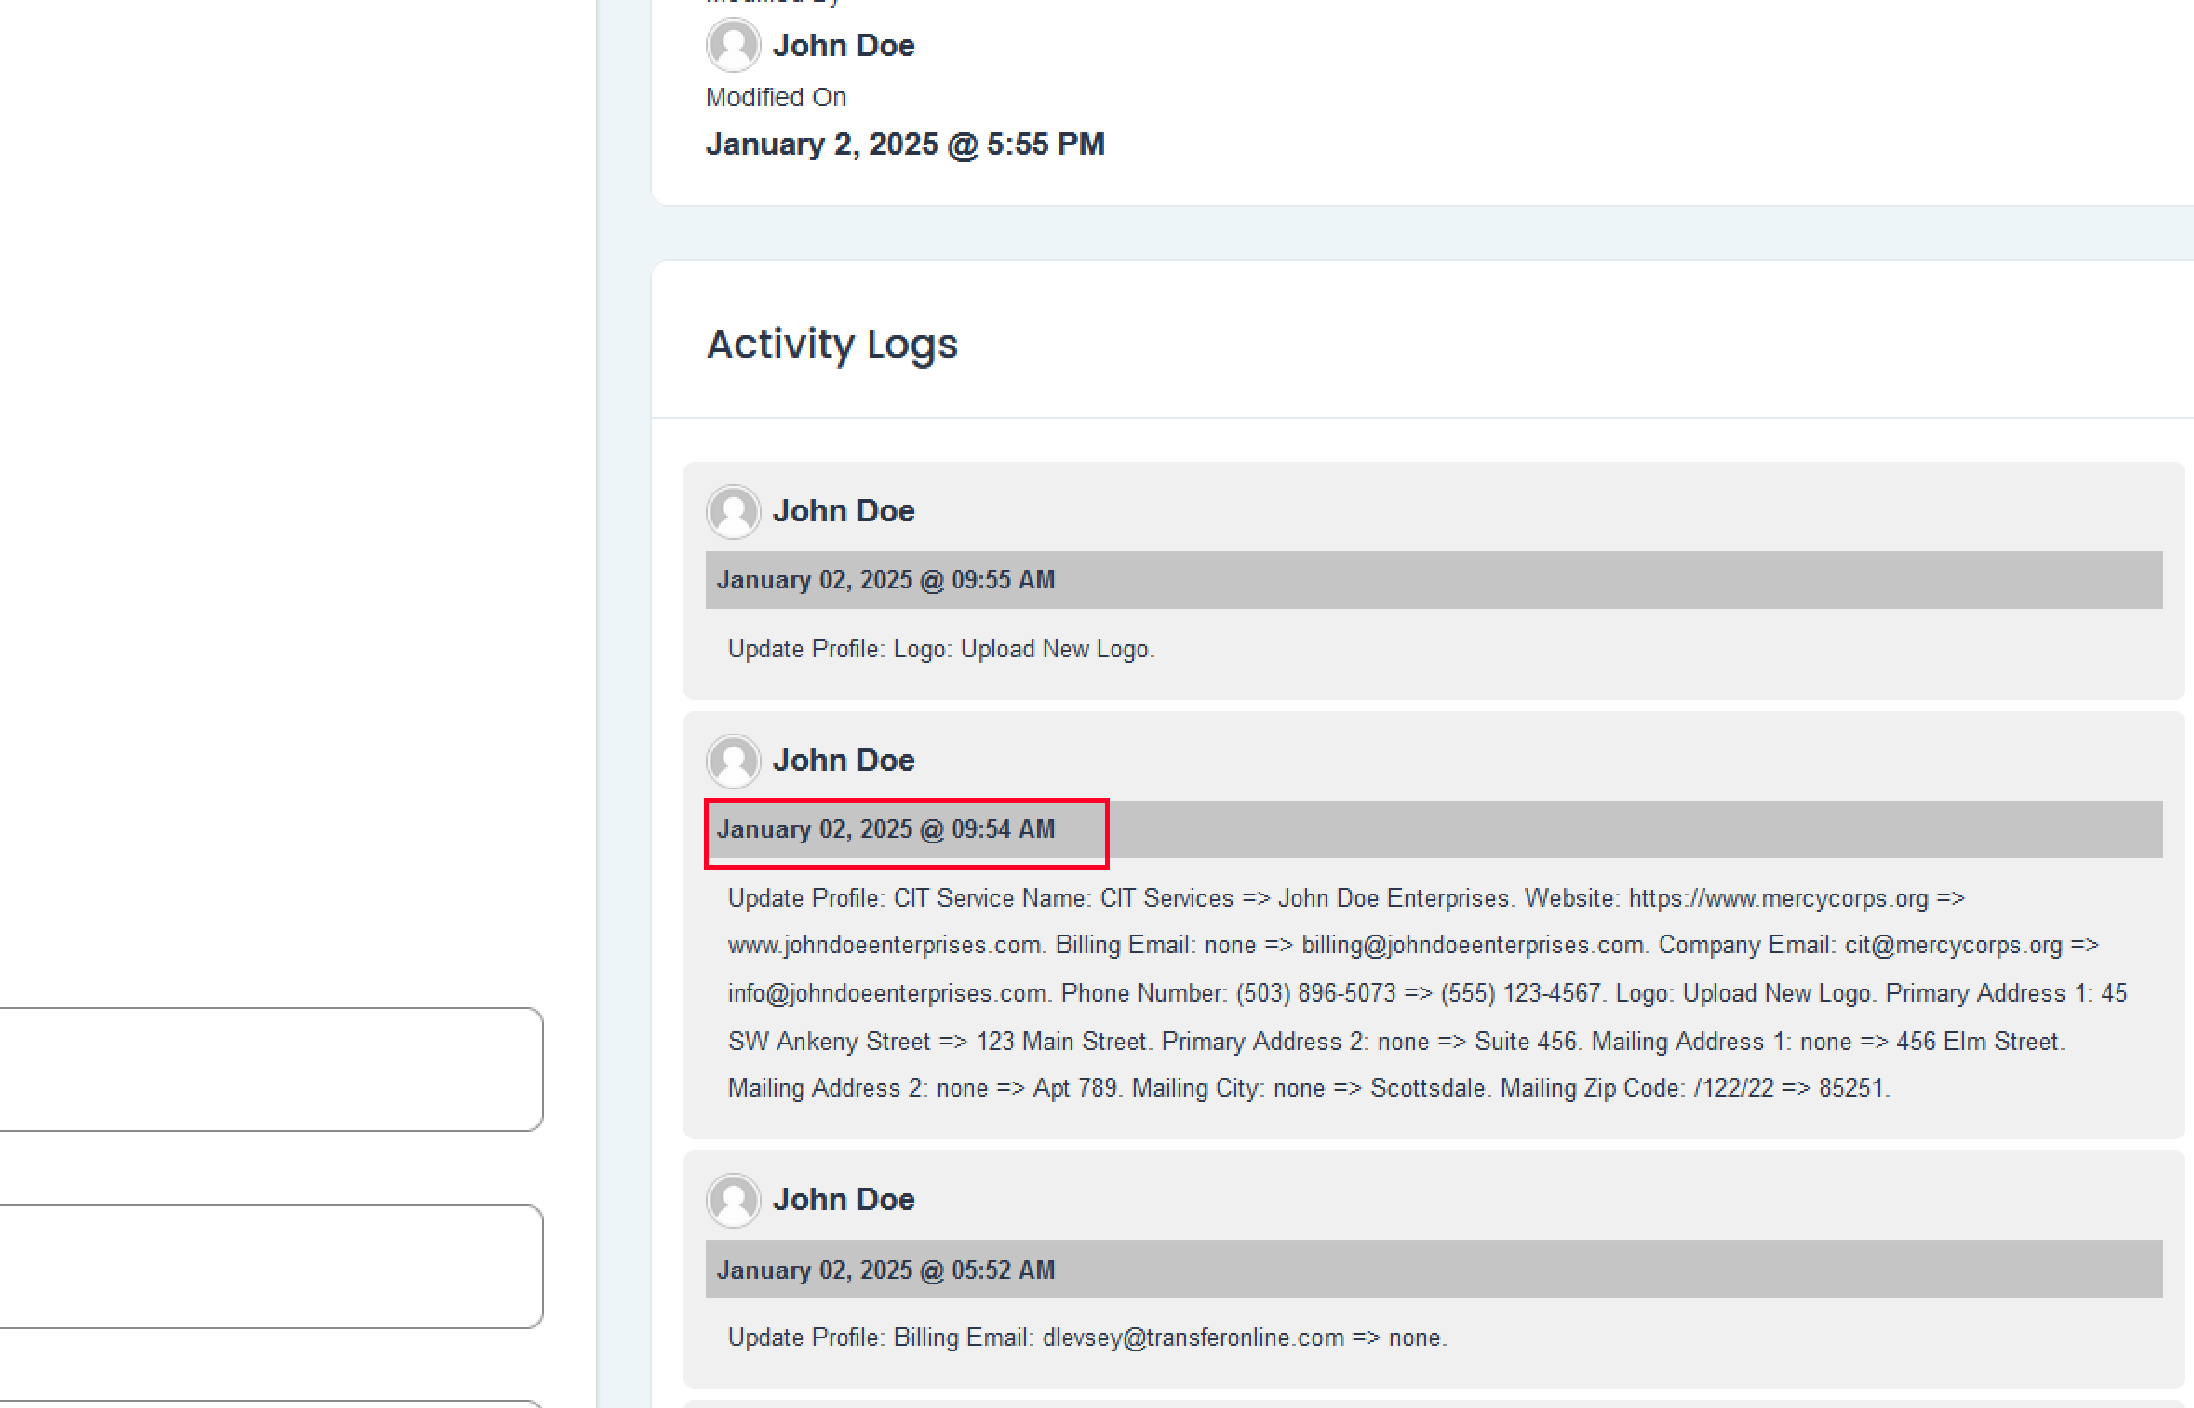 Modified By
John Doe
Modified On
January 2, 2025 @ 5:55 PM
Activity Logs
John Doe
January 02, 2025 @ 09:55 AM
Update Profile: Logo: Upload New Logo.
John Doe
January 02, 2025 @ 09:54 AM
Update Profile: CIT Service Name: CIT Services => John Doe Enterprises. Website: https://www.mercycorps.org =>
www.johndoeenterprises.com. Billing Email: none => billing@johndoeenterprises.com. Company Email: cit@mercycorps.org =>
info@johndoeenterprises.com. Phone Number: (503) 896-5073 => (555) 123-4567. Logo: Upload New Logo. Primary Address 1: 45
SW Ankeny Street => 123 Main Street. Primary Address 2: none => Suite 456. Mailing Address 1: none => 456 Elm Street.
Mailing Address 2: none => Apt 789. Mailing City: none => Scottsdale. Mailing Zip Code: /122/22 => 85251.
John Doe
January 02, 2025 @ 05:52 AM
Update Profile: Billing Email: dlevsey@transferonline.com => none.